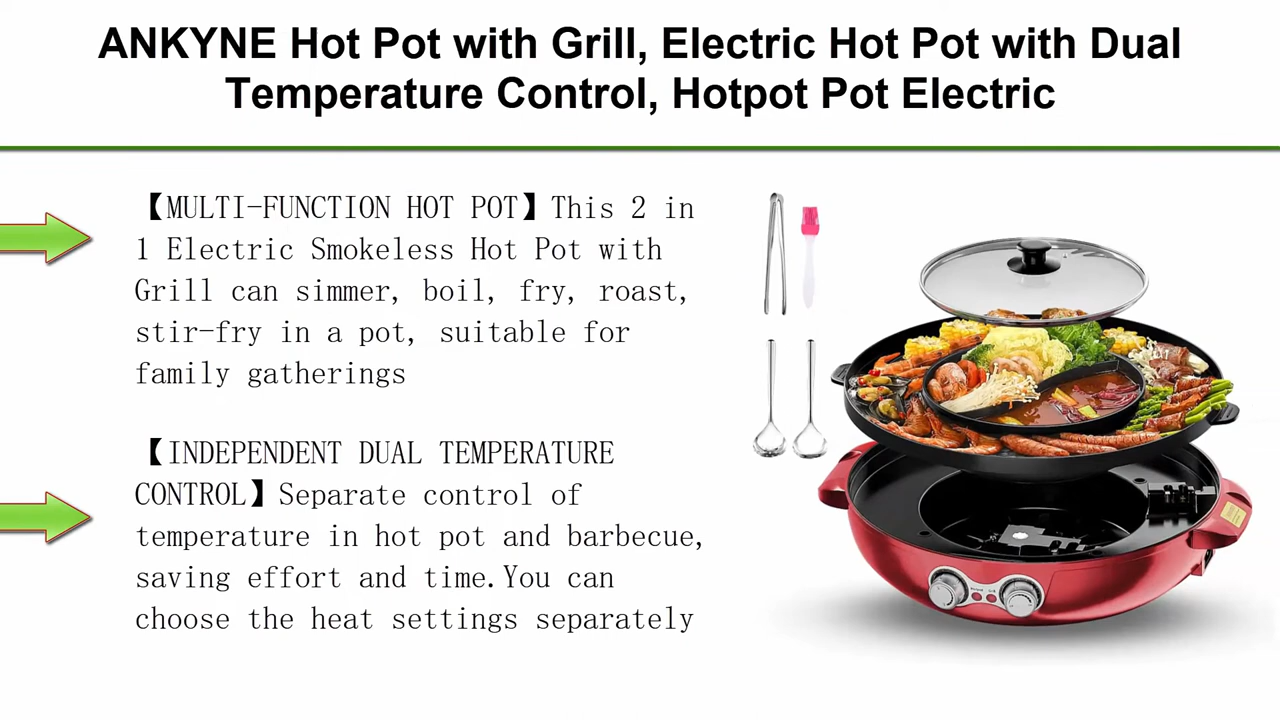 ANKYNE Hot Pot with Grill, Electric Hot Pot with Dual
Temperature Control, Hotpot Pot Electric
【MULTI-FUNCTION HOT POT】This 2 in
1 Electric Smokeless Hot Pot with
Grill can simmer, boil, fry, roast,
stir-fry in a pot, suitable for
family gatherings
【INDEPENDENT DUAL TEMPERATURE
CONTROL】Separate control of
temperature in hot pot and barbecue,
saving effort and time.You can
choose the heat settings separately